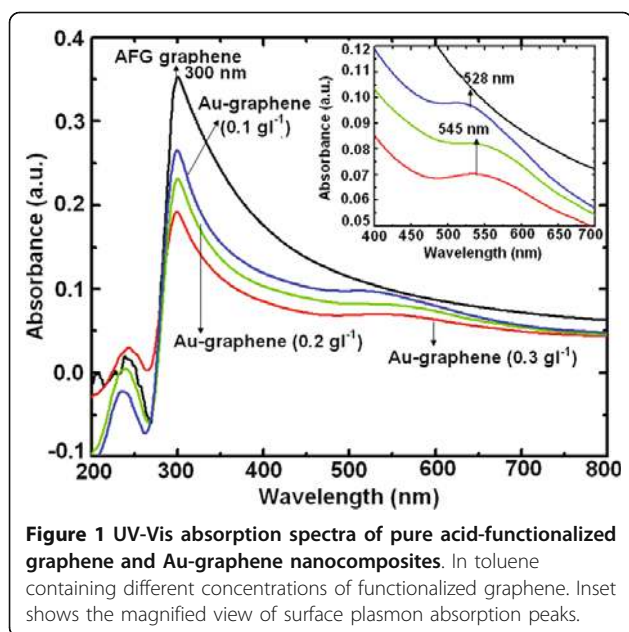 0.4
0.3
0.2
0.1
0.0
-0.1
Absorbance (a.u.)
200 300 400 500 600 700 800
Wavelength (nm)
AFG graphene
300 nm
Au-graphene
(0.1 gl⁻¹)
Au-graphene (0.2 gl⁻¹)
Au-graphene (0.3 gl⁻¹)
0.12
0.11
0.10
0.09
0.08
0.07
0.06
0.05
Absorbance (a.u.)
528 nm
545 nm
400 450 500 550 600 650 700
Wavelength (nm)
Figure 1 UV-Vis absorption spectra of pure acid-functionalized
graphene and Au-graphene nanocomposites. In toluene
containing different concentrations of functionalized graphene. Inset
shows the magnified view of surface plasmon absorption peaks.